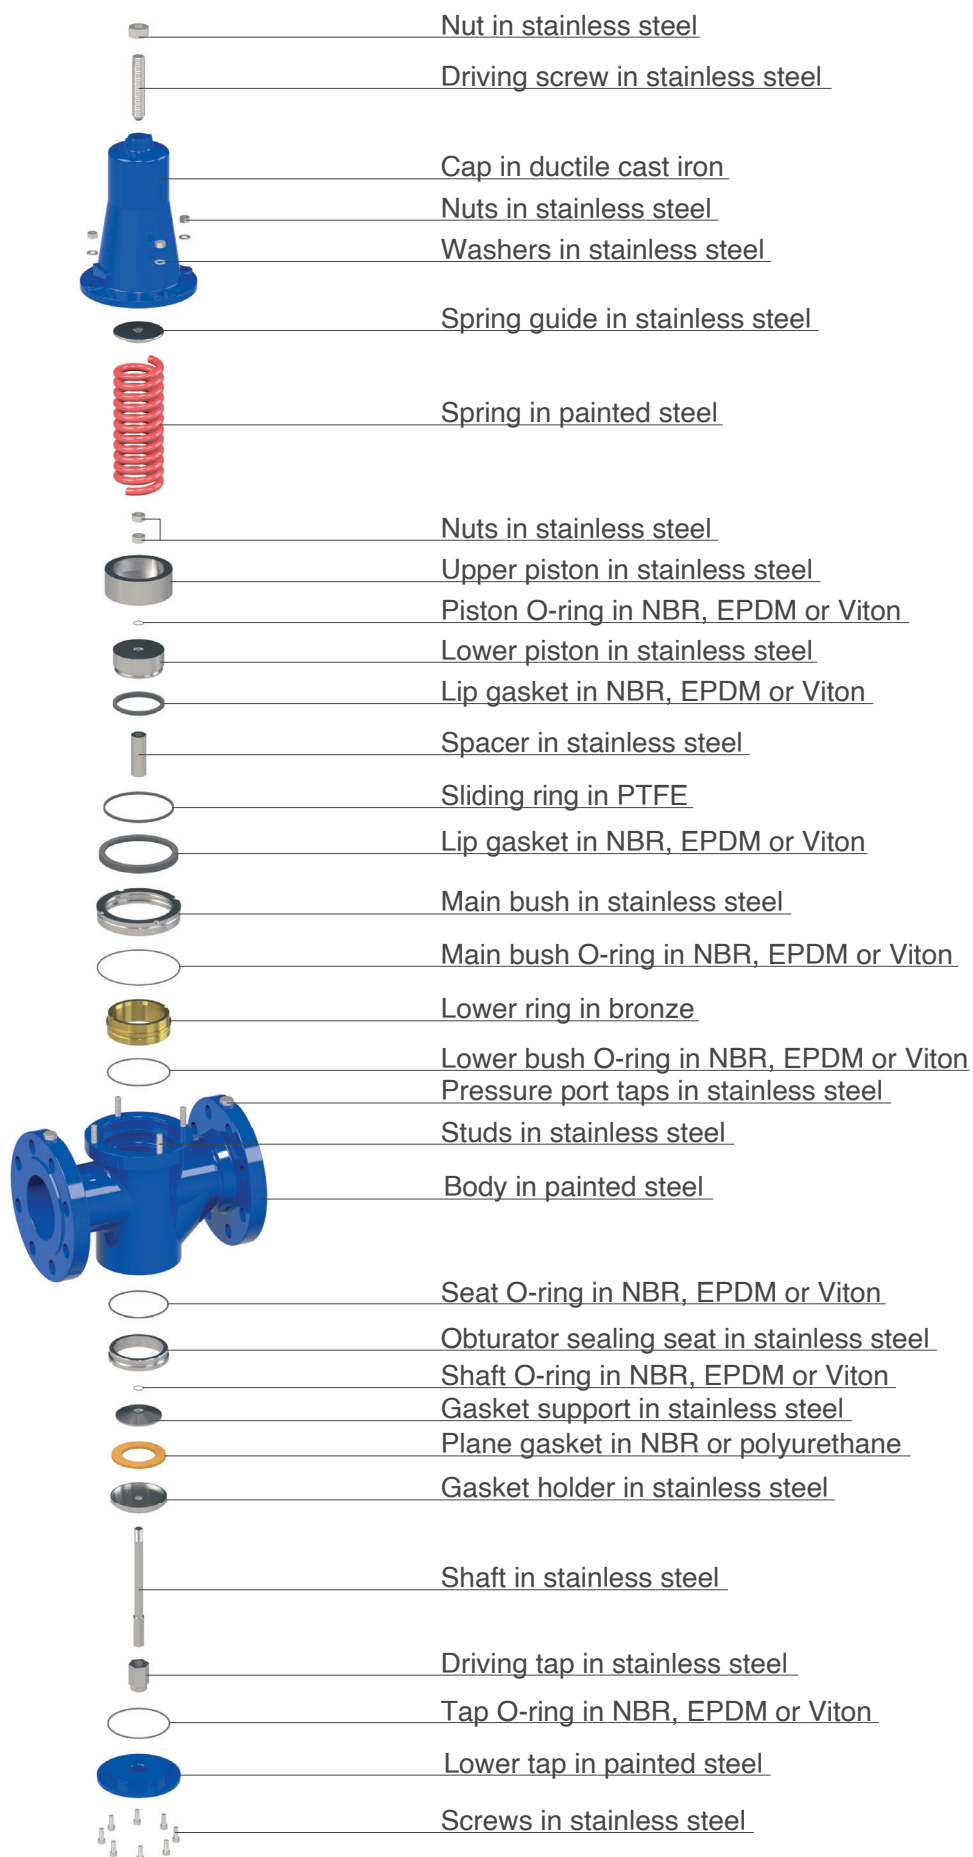 Nut in stainless steel
Driving screw in stainless steel
Cap in ductile cast iron
Nuts in stainless steel
Washers in stainless steel
Spring guide in stainless steel
Spring in painted steel
Nuts in stainless steel
Upper piston in stainless steel
Piston O-ring in NBR, EPDM or Viton
Lower piston in stainless steel
Lip gasket in NBR, EPDM or Viton
Spacer in stainless steel
Sliding ring in PTFE
Lip gasket in NBR, EPDM or Viton
Main bush in stainless steel
Main bush O-ring in NBR, EPDM or Viton
Lower ring in bronze
Lower bush O-ring in NBR, EPDM or Viton
Pressure port taps in stainless steel
Studs in stainless steel
Body in painted steel
Seat O-ring in NBR, EPDM or Viton
Obturator sealing seat in stainless steel
Shaft O-ring in NBR, EPDM or Viton
Gasket support in stainless steel
Plane gasket in NBR or polyurethane
Gasket holder in stainless steel
Shaft in stainless steel
Driving tap in stainless steel
Tap O-ring in NBR, EPDM or Viton
Lower tap in painted steel
Screws in stainless steel